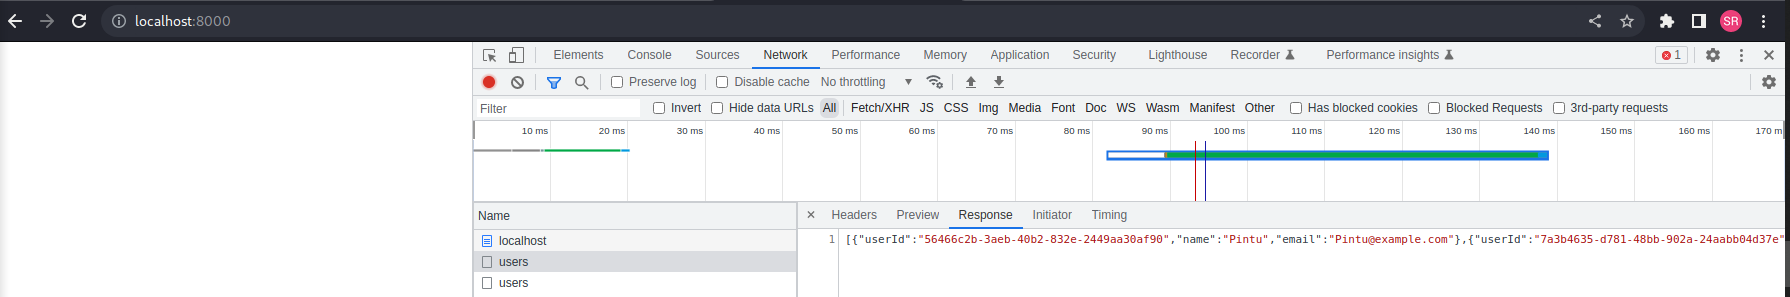 localhost:8000
SR
Elements Console Sources Network Performance Memory Application Security Lighthouse Recorder Performance insights 1
Preserve log Disable cache No throttling
Filter Invert Hide data URLs All Fetch/XHR JS CSS Img Media Font Doc WS Wasm Manifest Other Has blocked cookies Blocked Requests 3rd-party requests
10 ms 20 ms 30 ms 40 ms 50 ms 60 ms 70 ms 80 ms 90 ms 100 ms 110 ms 120 ms 130 ms 140 ms 150 ms 160 ms 170 m
Name
localhost
users
users
Headers Preview Response Initiator Timing
1 [{"userId":"56466c2b-3aeb-40b2-832e-2449aa30af90","name":"Pintu","email":"Pintu@example.com"},{"userId":"7a3b4635-d781-48bb-902a-24aabb04d37e"